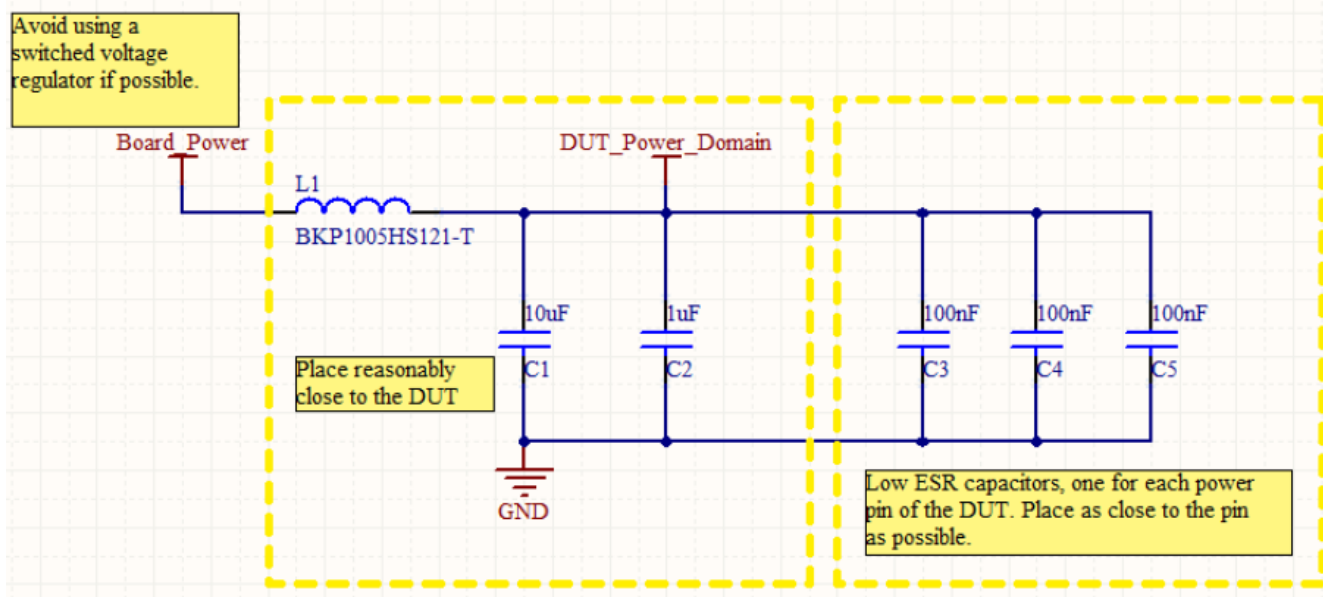 Avoid using a
switched voltage
regulator if possible.
Board_Power
DUT_Power_Domain
L1
BKP1005HS121-T
10uF
1uF
100nF
100nF
100nF
C1
C2
C3
C4
C5
Place reasonably
close to the DUT
GND
Low ESR capacitors, one for each power
pin of the DUT. Place as close to the pin
as possible.